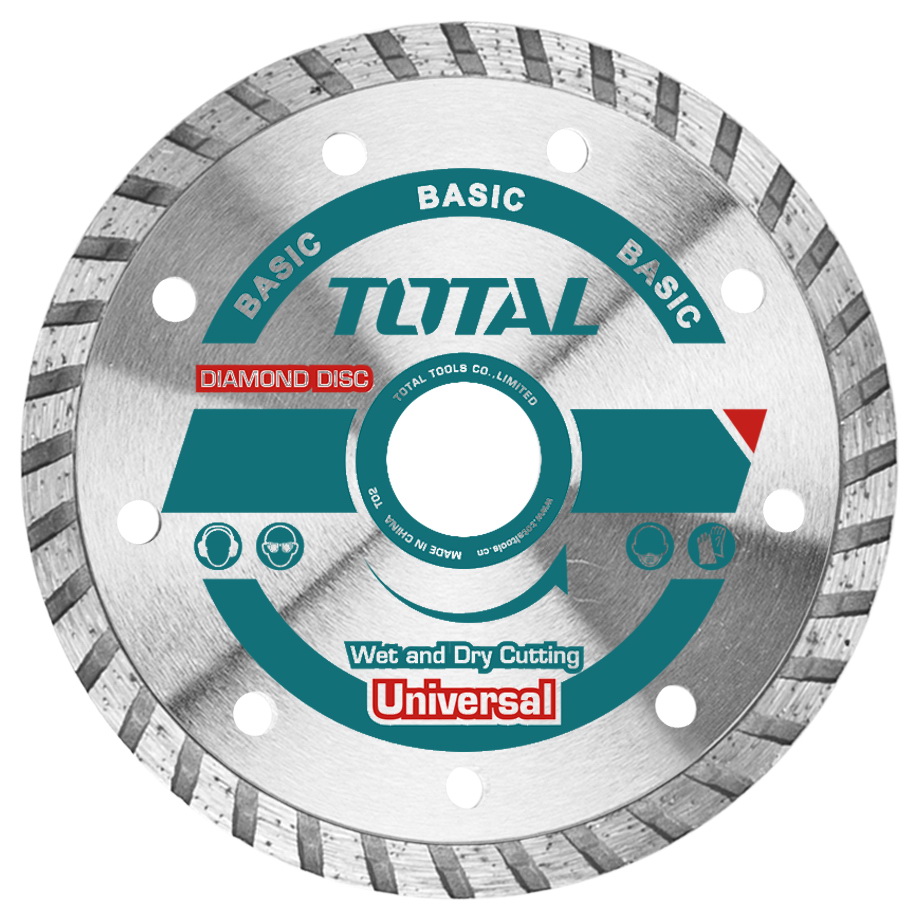 BASIC
BASIC
BASIC
TOTAL
DIAMOND DISC
TOTAL TOOLS CO.,LIMITED
www.totaltools.cn
MADE IN CHINA T02
Wet and Dry Cutting
Universal